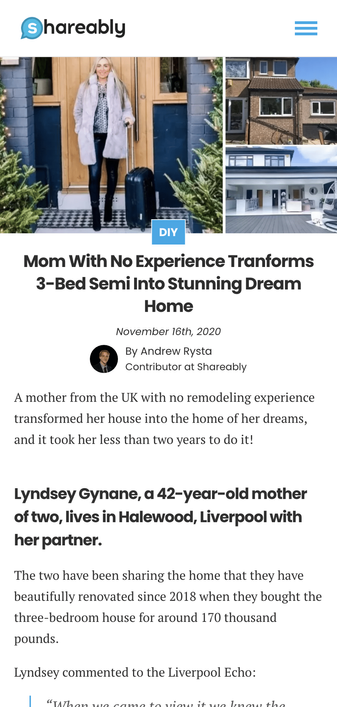 shareably
DIY
Mom With No Experience Tranforms
3-Bed Semi Into Stunning Dream
Home
November 16th, 2020
By Andrew Rysta
Contributor at Shareably
A mother from the UK with no remodeling experience
transformed her house into the home of her dreams,
and it took her less than two years to do it!
Lyndsey Gynane, a 42-year-old mother
of two, lives in Halewood, Liverpool with
her partner.
The two have been sharing the home that they have
beautifully renovated since 2018 when they bought the
three-bedroom house for around 170 thousand
pounds.
Lyndsey commented to the Liverpool Echo:
“When we came to view it we knew the